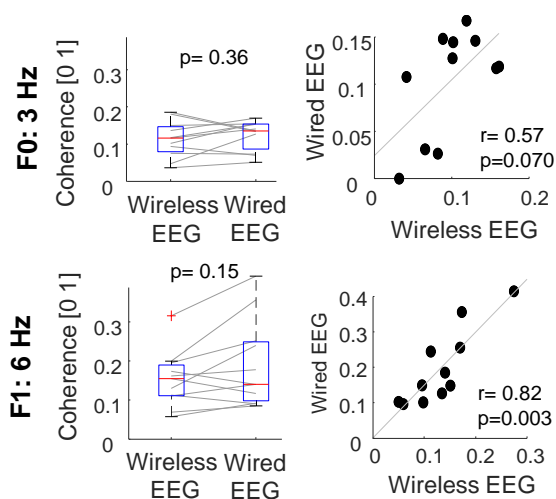 F0: 3 Hz
Coherence [0 1]
0.3
0.2
0.1
0
p= 0.36
Wireless EEG
Wired EEG
Wired EEG
0.15
0.1
0.05
0
r= 0.57
p=0.070
0
0.1
0.2
Wireless EEG
F1: 6 Hz
Coherence [0 1]
0.3
0.2
0.1
0
p= 0.15
Wireless EEG
Wired EEG
Wired EEG
0.4
0.3
0.2
0.1
0
r= 0.82
p=0.003
0
0.1
0.2
0.3
Wireless EEG